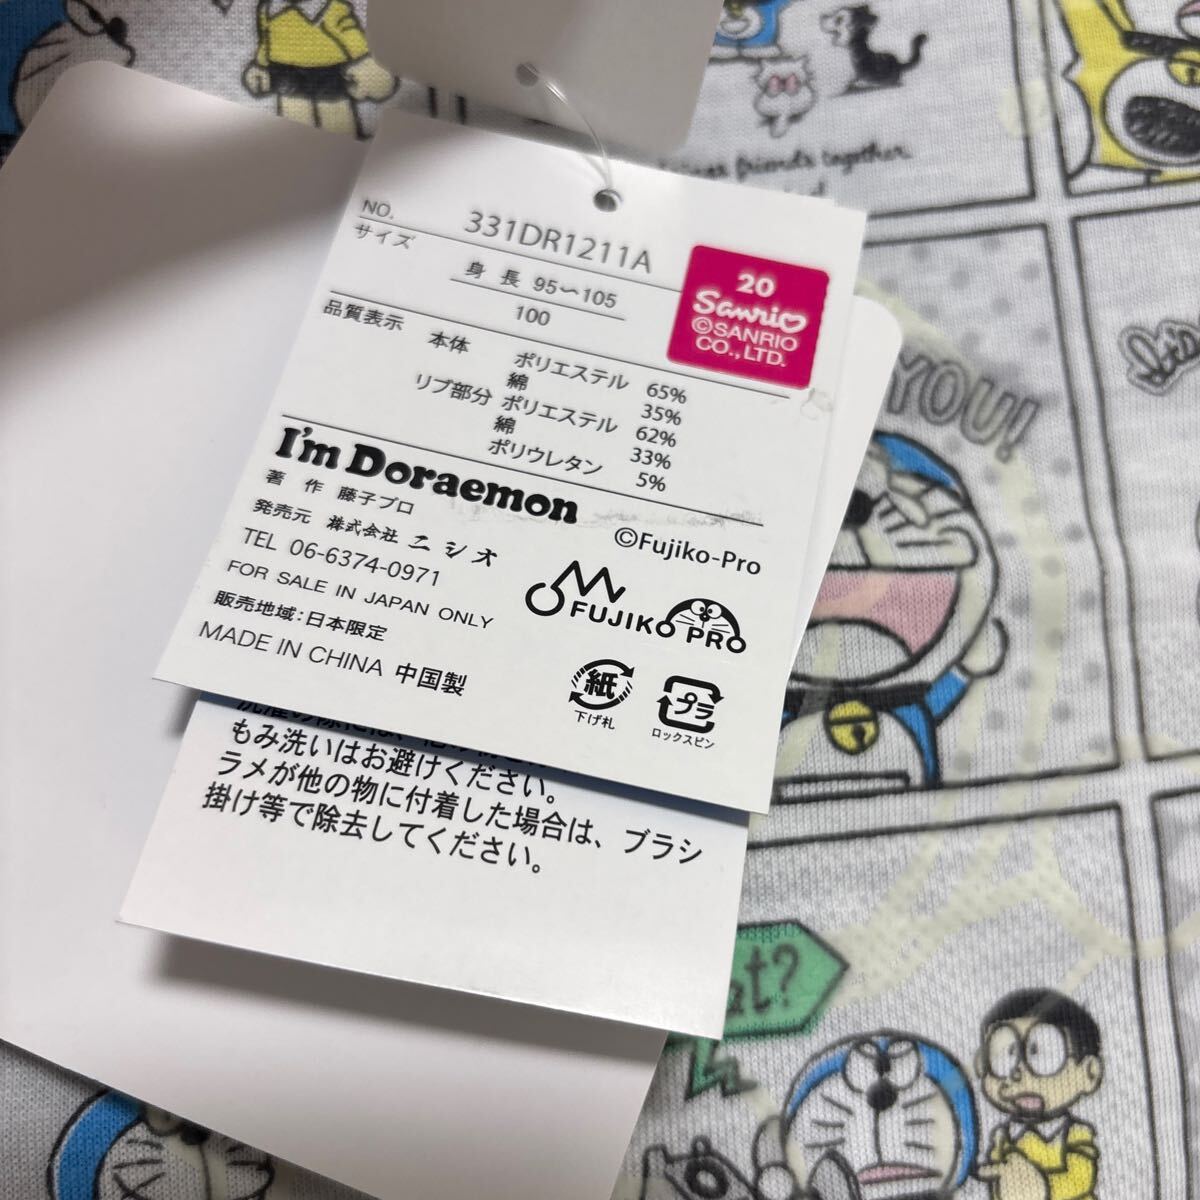 NO. 331DR1211A
サイズ
身長 95〜105
100
品質表示
本体 ポリエステル 65%
綿 35%
リブ部分 ポリエステル 62%
綿 33%
ポリウレタン 5%
20
Sanrio
©SANRIO
CO.,LTD.
I'm Doraemon
著作 藤子プロ
©Fujiko-Pro
発売元 株式会社 ニシオ
TEL 06-6374-0971
FOR SALE IN JAPAN ONLY
販売地域:日本限定
MADE IN CHINA 中国製
FUJIKO PRO
紙
下げ札
プラ
ロックスピン
もみ洗いはお避けください。
ラメが他の物に付着した場合は、ブラシ
掛け等で除去してください。
friends together.
YOU!
at?